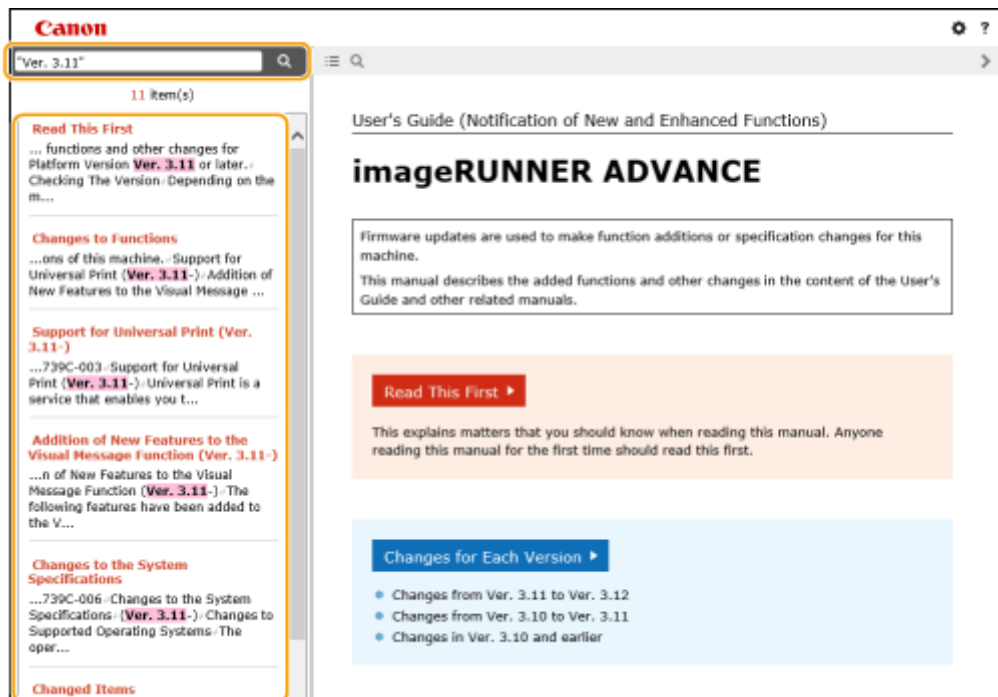 Canon
?
"Ver. 3.11"
11 item(s)
Read This First
... functions and other changes for
Platform Version Ver. 3.11 or later.
Checking The Version Depending on the
m...
Changes to Functions
...ons of this machine. Support for
Universal Print (Ver. 3.11-) Addition of
New Features to the Visual Message ...
Support for Universal Print (Ver.
3.11-)
...739C-003 Support for Universal
Print (Ver. 3.11-) Universal Print is a
service that enables you t...
Addition of New Features to the
Visual Message Function (Ver. 3.11-)
...n of New Features to the Visual
Message Function (Ver. 3.11-) The
following features have been added to
the V...
Changes to the System
Specifications
...739C-006 Changes to the System
Specifications (Ver. 3.11-) Changes to
Supported Operating Systems The
oper...
Changed Items
User's Guide (Notification of New and Enhanced Functions)
imageRUNNER ADVANCE
Firmware updates are used to make function additions or specification changes for this
machine.
This manual describes the added functions and other changes in the content of the User's
Guide and other related manuals.
Read This First
This explains matters that you should know when reading this manual. Anyone
reading this manual for the first time should read this first.
Changes for Each Version
Changes from Ver. 3.11 to Ver. 3.12
Changes from Ver. 3.10 to Ver. 3.11
Changes in Ver. 3.10 and earlier